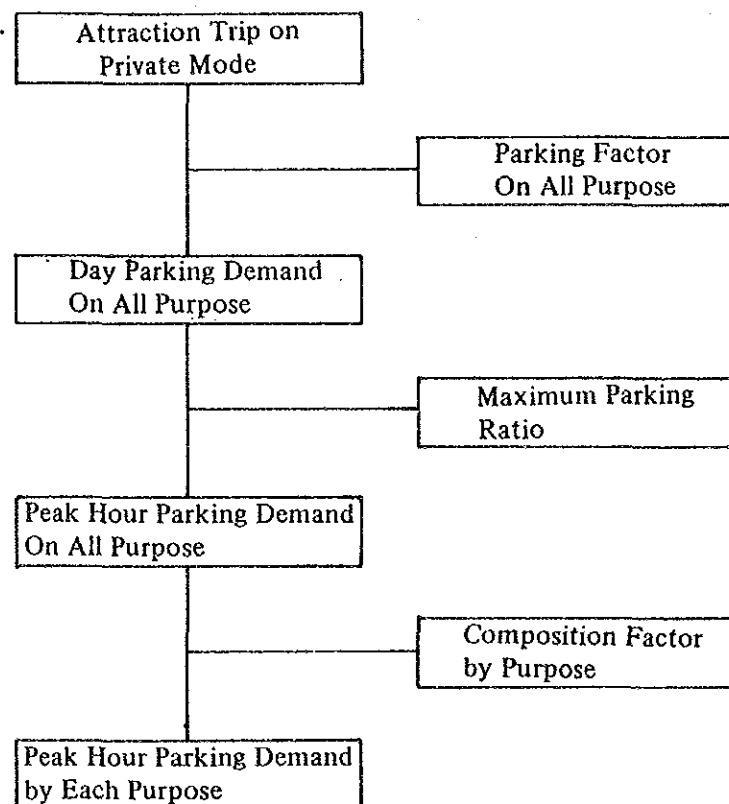 Attraction Trip on
Private Mode
Parking Factor
On All Purpose
Day Parking Demand
On All Purpose
Maximum Parking
Ratio
Peak Hour Parking Demand
On All Purpose
Composition Factor
by Purpose
Peak Hour Parking Demand
by Each Purpose